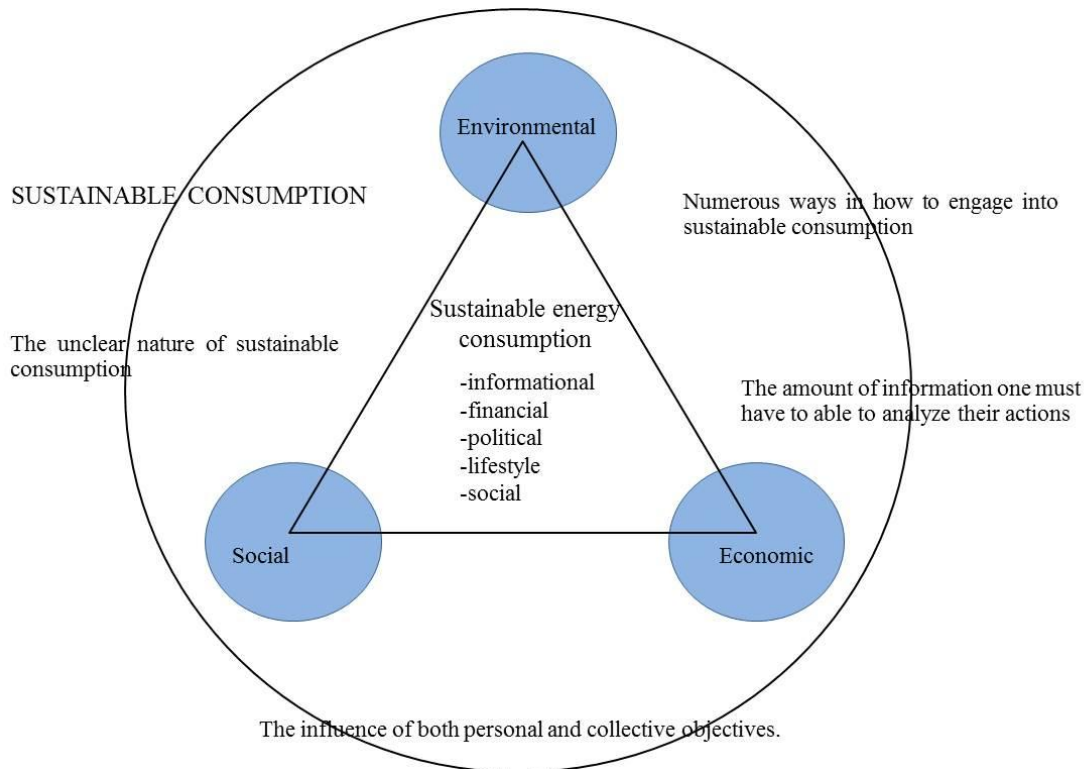 Environmental
SUSTAINABLE CONSUMPTION
Numerous ways in how to engage into
sustainable consumption
Sustainable energy
consumption
The unclear nature of sustainable
consumption
-informational
-financial
-political
-lifestyle
-social
The amount of information one must
have to able to analyze their actions
Social
Economic
The influence of both personal and collective objectives.